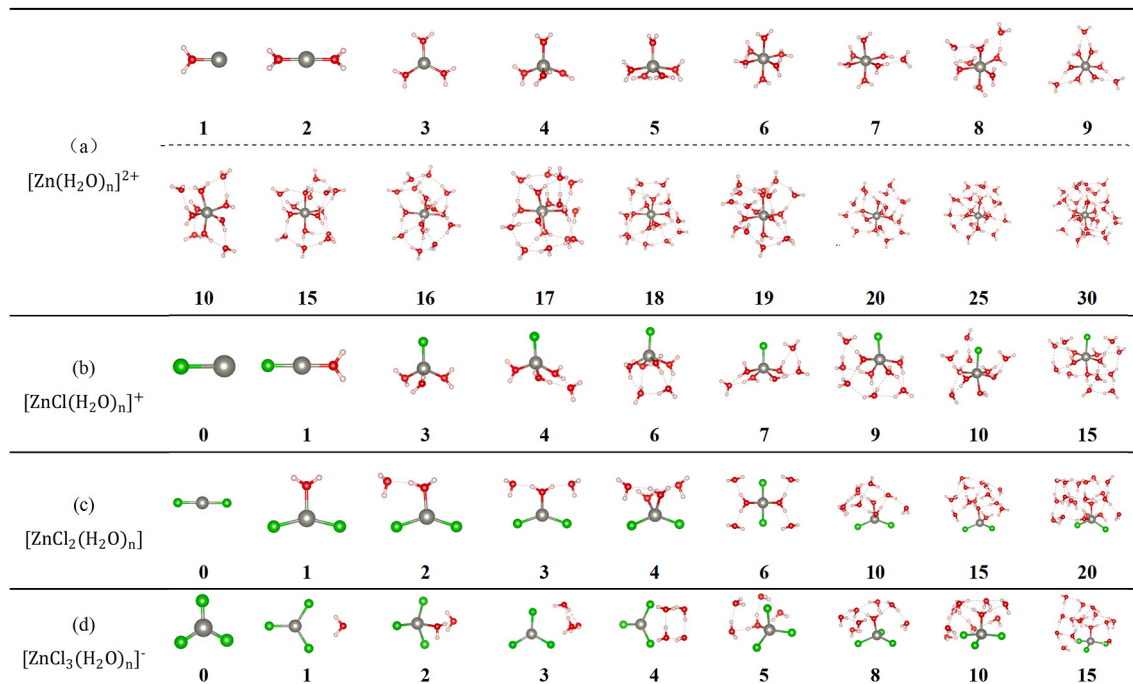 1 2 3 4 5 6 7 8 9
(a)
[Zn(H₂O)ₙ]²⁺
10 15 16 17 18 19 20 25 30
(b)
[ZnCl(H₂O)ₙ]⁺
0 1 3 4 6 7 9 10 15
(c)
[ZnCl₂(H₂O)ₙ]
0 1 2 3 4 6 10 15 20
(d)
[ZnCl₃(H₂O)ₙ]⁻
0 1 2 3 4 5 8 10 15